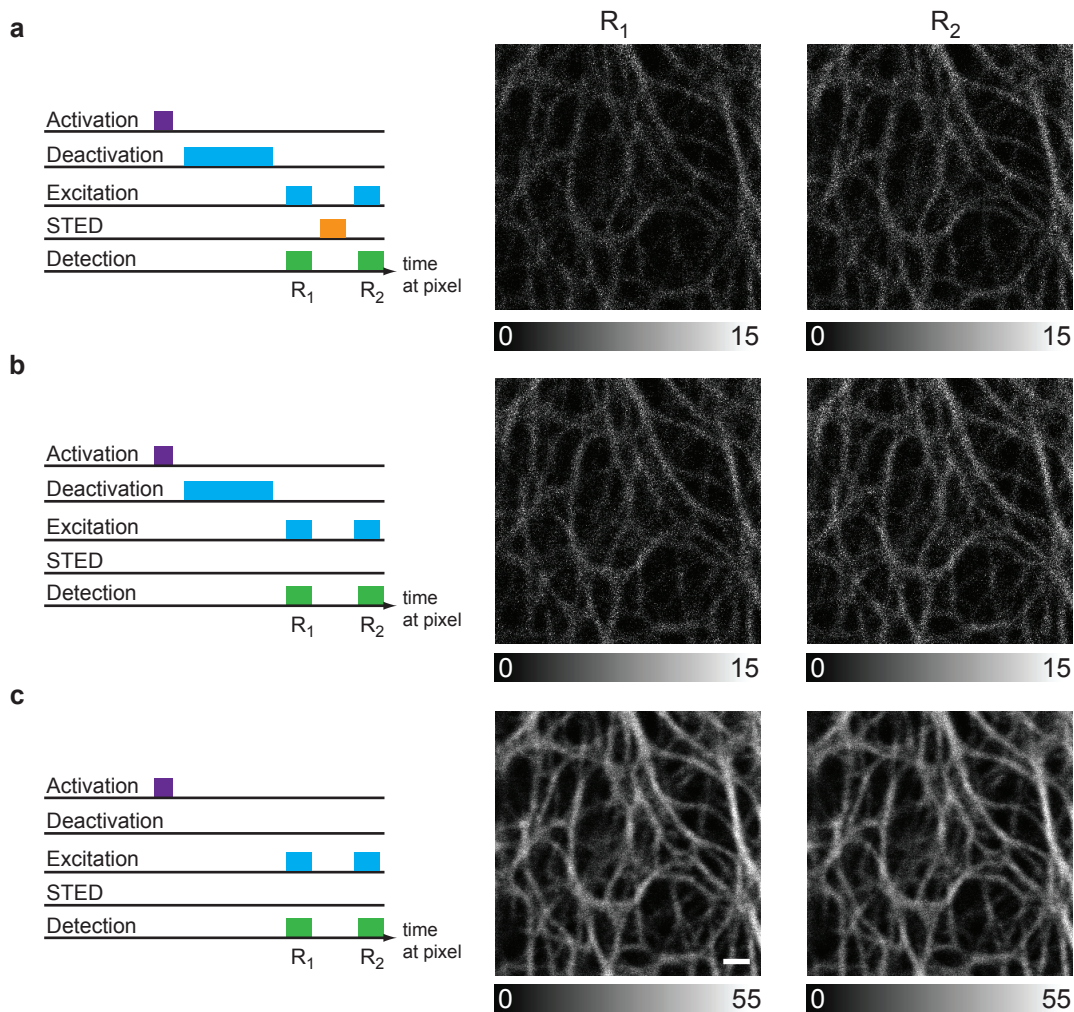 R1 R2
a
Activation
Deactivation
Excitation
STED
Detection
time
at pixel
R1 R2
0 15 0 15
b
Activation
Deactivation
Excitation
STED
Detection
time
at pixel
R1 R2
0 15 0 15
c
Activation
Deactivation
Excitation
STED
Detection
time
at pixel
R1 R2
0 55 0 55